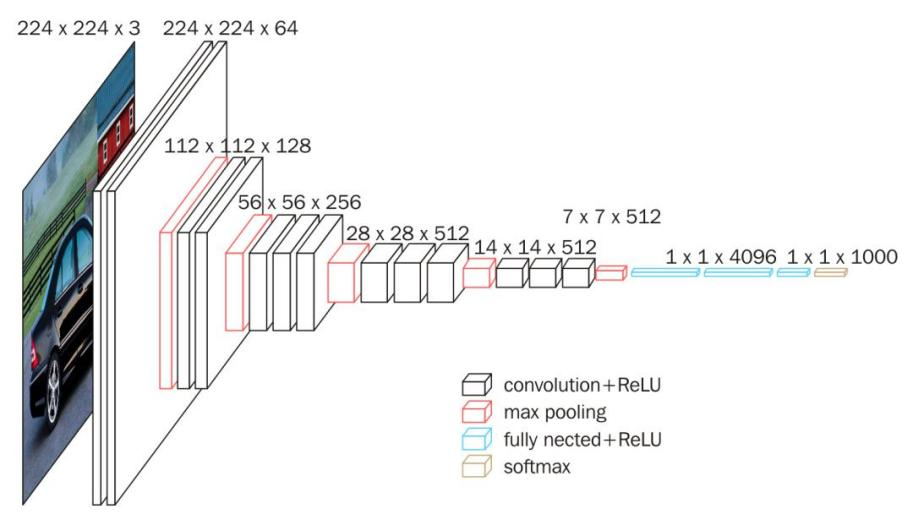 224 x 224 x 3
224 x 224 x 64
112 x 112 x 128
56 x 56 x 256
28 x 28 x 512
14 x 14 x 512
7 x 7 x 512
1 x 1 x 4096
1 x 1 x 1000
convolution+ReLU
max pooling
fully nected+ReLU
softmax